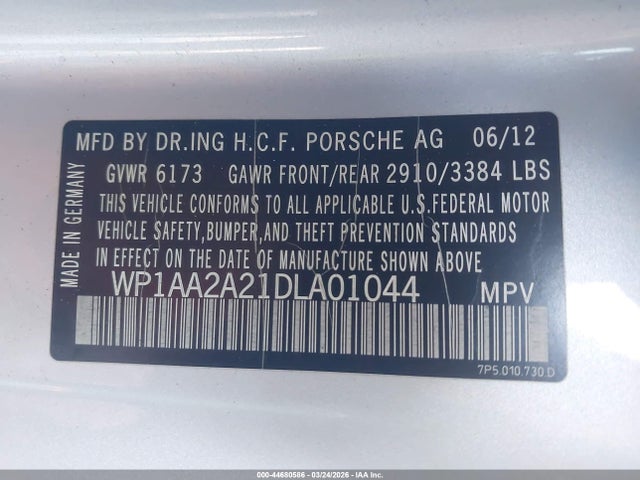 MFD BY DR.ING H.C.F. PORSCHE AG 06/12
GVWR 6173 GAWR FRONT/REAR 2910/3384 LBS
THIS VEHICLE CONFORMS TO ALL APPLICABLE U.S.FEDERAL MOTOR
VEHICLE SAFETY,BUMPER,AND THEFT PREVENTION STANDARDS
IN EFFECT ON THE DATE OF MANUFACTURE SHOWN ABOVE.
WP1AA2A21DLA01044 MPV
7P5.010.730 D
MADE IN GERMANY
000-44680586 - 03/24/2026 - IAAI.COM